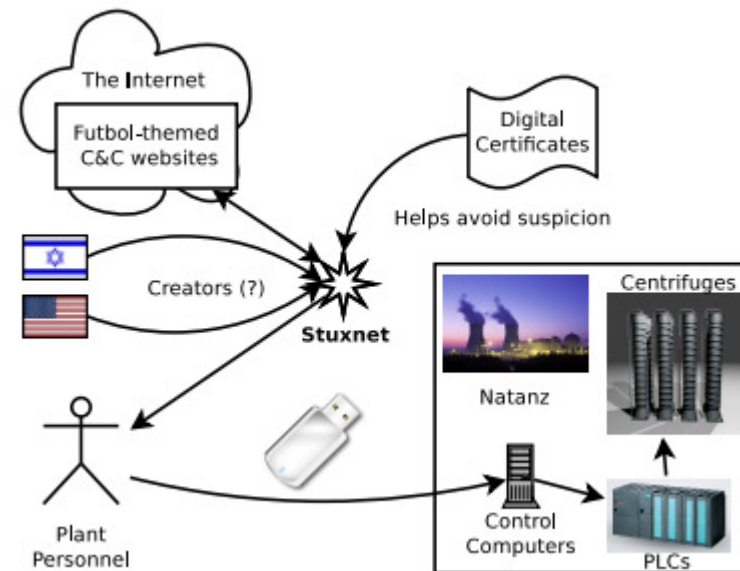 The Internet
Futbol-themed
C&C websites
Digital
Certificates
Helps avoid suspicion
Creators (?)
Stuxnet
Centrifuges
Natanz
Plant
Personnel
Control
Computers
PLCs